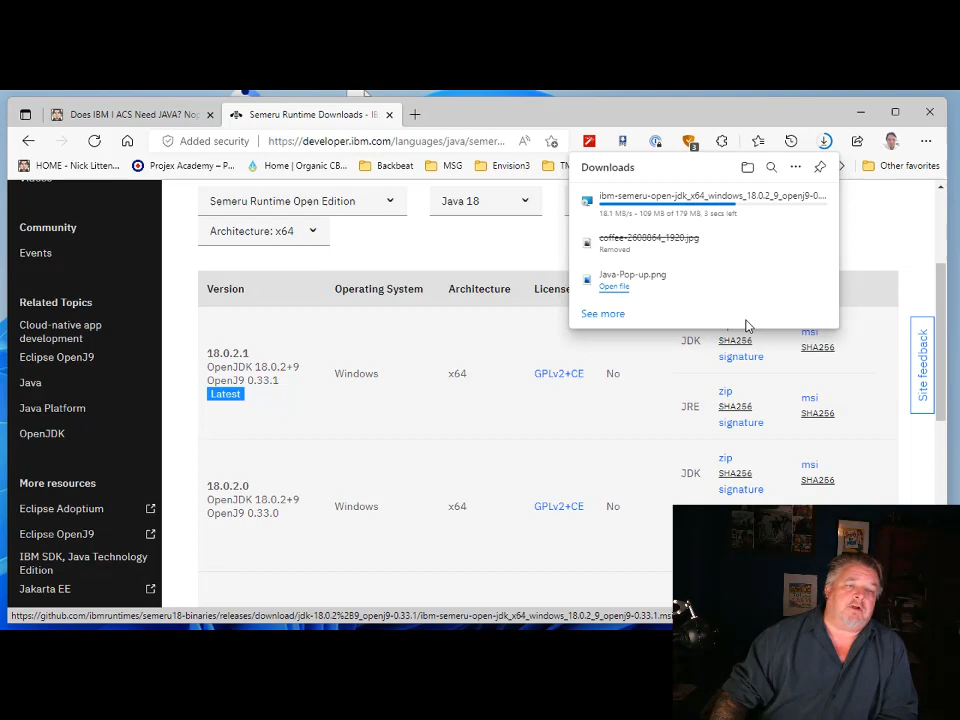 Does IBM I ACS Need JAVA? Nop
Semeru Runtime Downloads - IE
Added security
https://developer.ibm.com/languages/java/semer...
3
HOME - Nick Litten...
Projex Academy – P...
Home | Organic CB...
Backbeat
MSG
Envision3
Other favorites
Downloads
ibm-semeru-open-jdk_x64_windows_18.0.2_9_openj9-0....
18.1 MB/s - 109 MB of 179 MB, 3 secs left
coffee-2608864_1920.jpg
Removed
Java-Pop-up.png
Open file
See more
Community
Events
Related Topics
Cloud-native app
development
Eclipse OpenJ9
Java
Java Platform
OpenJDK
More resources
Eclipse Adoptium
Eclipse OpenJ9
IBM SDK, Java Technology
Edition
Jakarta EE
Semeru Runtime Open Edition
Java 18
Architecture: x64
Version
Operating System
Architecture
License
18.0.2.1
OpenJDK 18.0.2+9
OpenJ9 0.33.1
Latest
Windows
x64
GPLv2+CE
No
JDK
SHA256
signature
msi
SHA256
JRE
zip
SHA256
signature
msi
SHA256
18.0.2.0
OpenJDK 18.0.2+9
OpenJ9 0.33.0
Windows
x64
GPLv2+CE
No
JDK
zip
SHA256
signature
msi
SHA256
Site feedback
https://github.com/ibmruntimes/semeru18-binaries/releases/download/jdk-18.0.2%2B9_openj9-0.33.1/ibm-semeru-open-jdk_x64_windows_18.0.2_9_openj9-0.33.1.msi